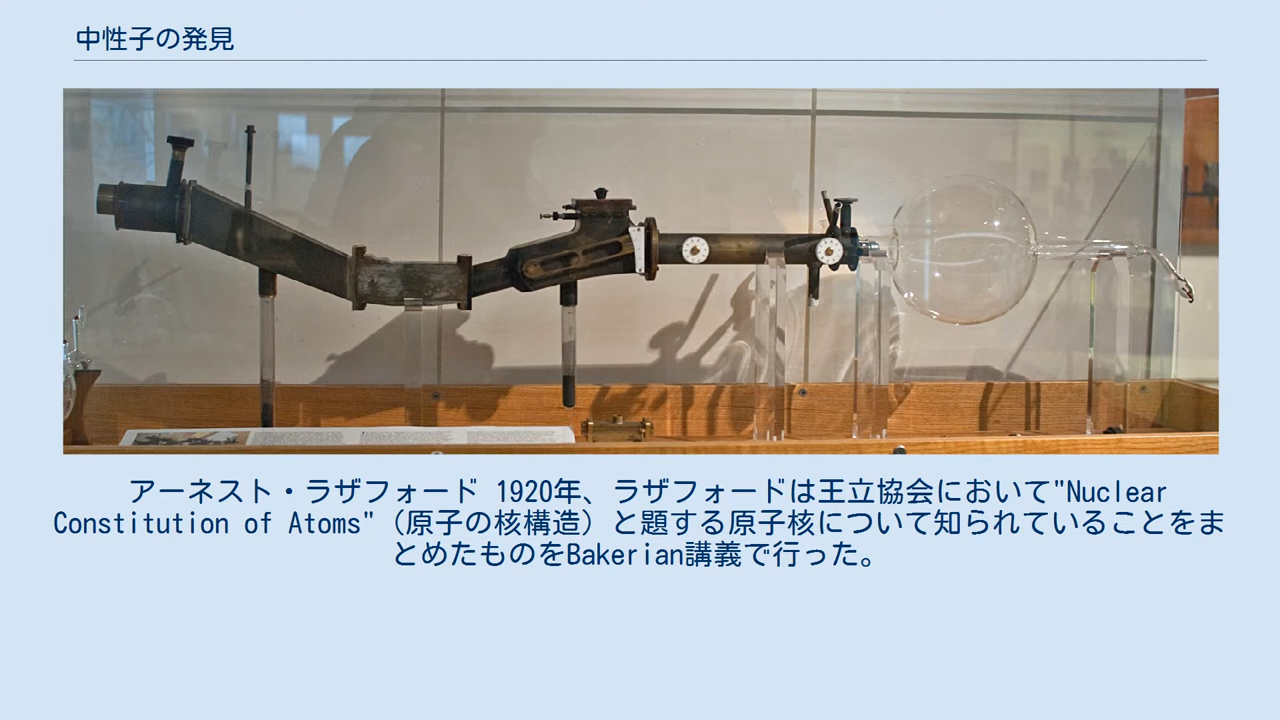 中性子の発見
アーネスト・ラザフォード 1920年、ラザフォードは王立協会において"Nuclear
Constitution of Atoms"（原子の核構造）と題する原子核について知られていることをま
とめたものをBakerian講義で行った。